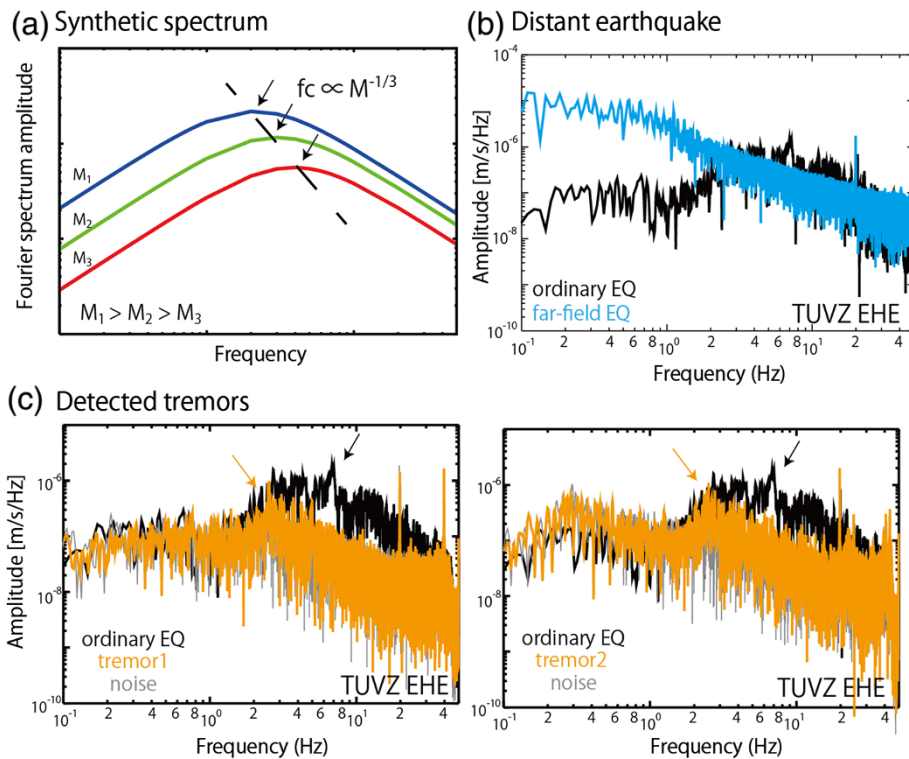 (a) Synthetic spectrum
fc ∝ M-1/3
M1
M2
M3
M1 > M2 > M3
Fourier spectrum amplitude
Frequency
(b) Distant earthquake
10-4
10-6
10-8
10-10
Amplitude [m/s/Hz]
ordinary EQ
far-field EQ
TUVZ EHE
10-1 2 4 6 8 100 2 4 6 8 101 2 4
Frequency (Hz)
(c) Detected tremors
10-6
10-8
10-10
Amplitude [m/s/Hz]
ordinary EQ
tremor1
noise
TUVZ EHE
10-1 2 4 6 8 100 2 4 6 8 101 2 4
Frequency (Hz)
10-6
10-8
10-10
ordinary EQ
tremor2
noise
TUVZ EHE
10-1 2 4 6 8 100 2 4 6 8 101 2 4
Frequency (Hz)